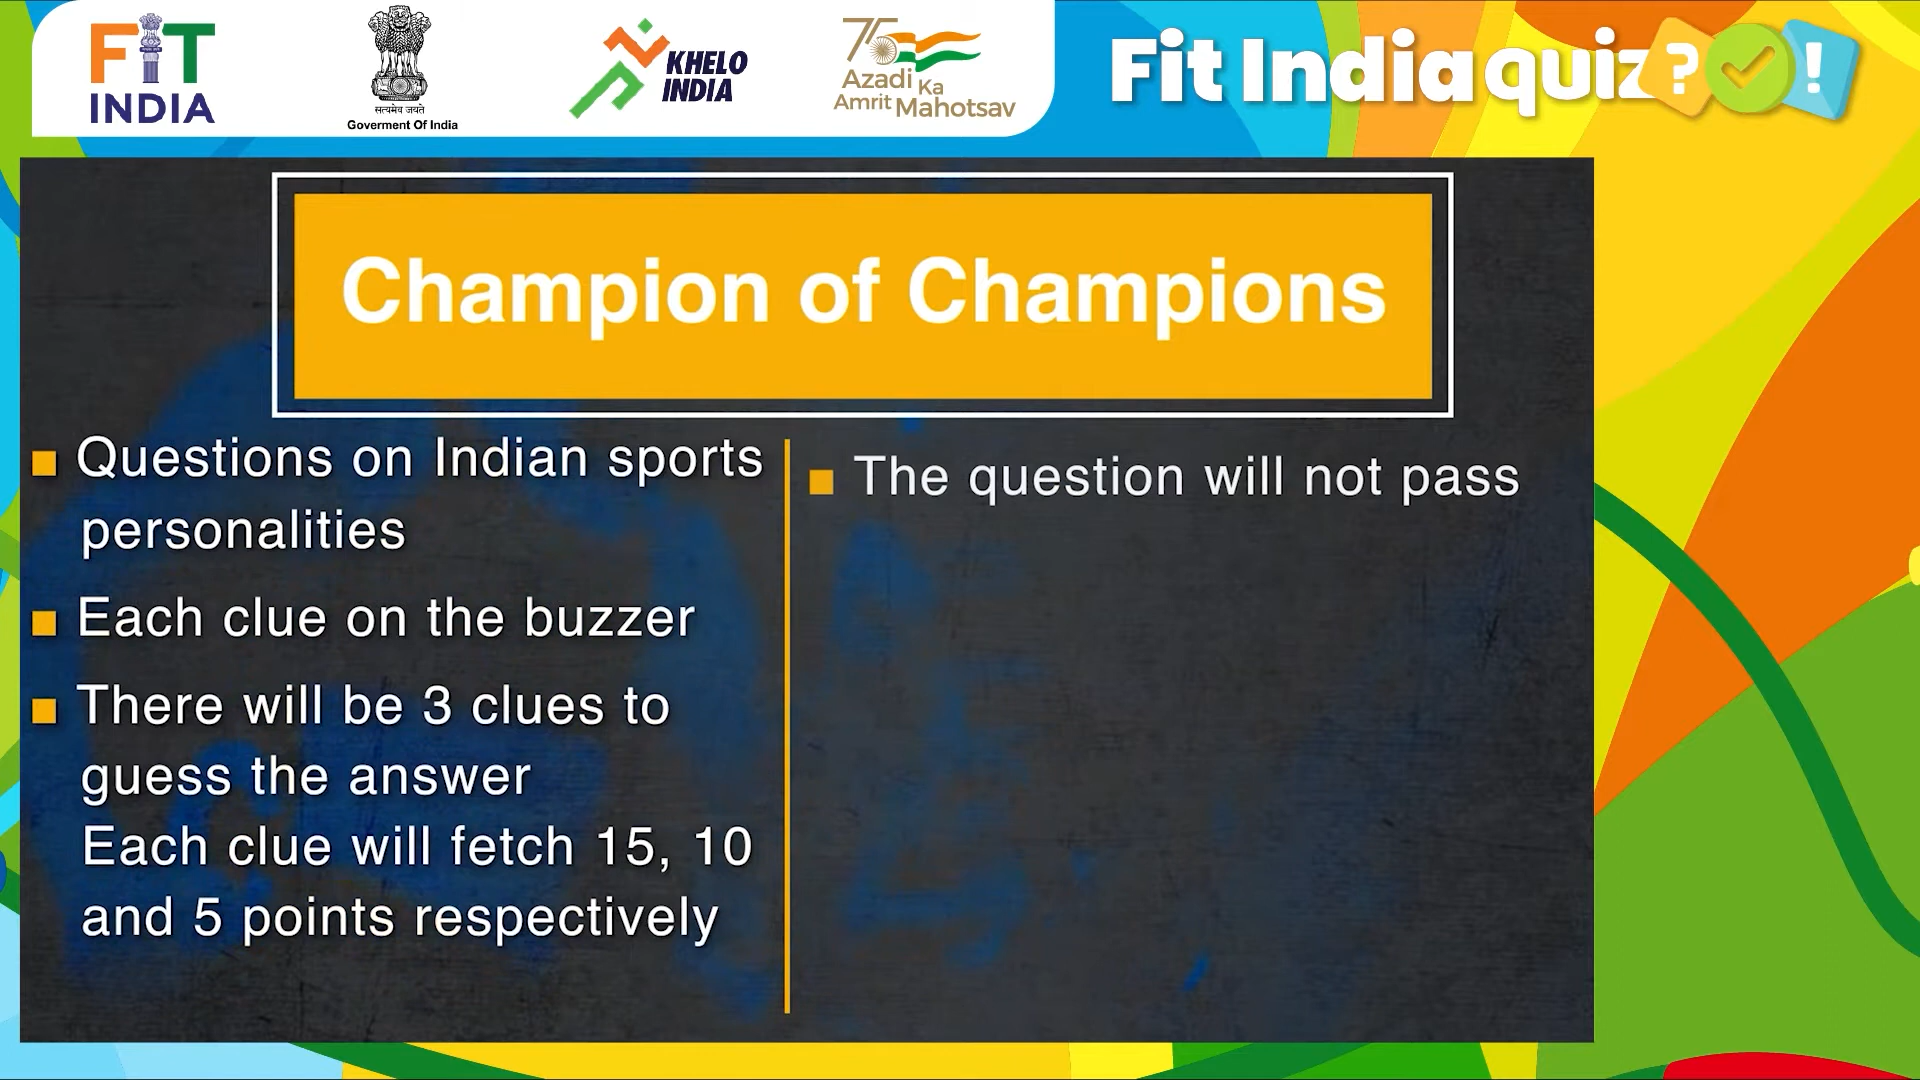 FIT
INDIA
सत्यमेव जयते
Goverment Of India
KHELO
INDIA
75
Azadi Ka
Amrit Mahotsav
Fit India quiz ? !
Champion of Champions
Questions on Indian sports
personalities
Each clue on the buzzer
There will be 3 clues to
guess the answer
Each clue will fetch 15, 10
and 5 points respectively
The question will not pass